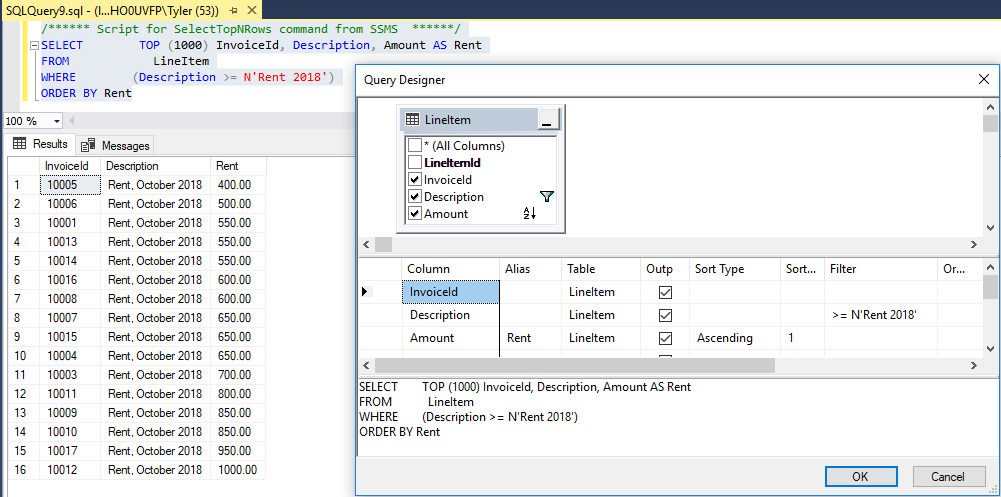 SQLQuery9.sql - (l...HO0UVFP\Tyler (53))
/****** Script for SelectTopNRows command from SSMS ******/
SELECT TOP (1000) InvoiceId, Description, Amount AS Rent
FROM LineItem
WHERE (Description >= N'Rent 2018')
ORDER BY Rent
100 %
Results Messages
InvoiceId Description Rent
1 10005 Rent, October 2018 400.00
2 10006 Rent, October 2018 500.00
3 10001 Rent, October 2018 550.00
4 10013 Rent, October 2018 550.00
5 10014 Rent, October 2018 550.00
6 10016 Rent, October 2018 600.00
7 10008 Rent, October 2018 600.00
8 10007 Rent, October 2018 650.00
9 10015 Rent, October 2018 650.00
10 10004 Rent, October 2018 650.00
11 10003 Rent, October 2018 700.00
12 10011 Rent, October 2018 800.00
13 10009 Rent, October 2018 850.00
14 10010 Rent, October 2018 850.00
15 10017 Rent, October 2018 950.00
16 10012 Rent, October 2018 1000.00
Query Designer
LineItem
* (All Columns)
LineItemId
InvoiceId
Description
Amount AZ
Column Alias Table Outp Sort Type Sort... Filter Or...
InvoiceId LineItem
Description LineItem >= N'Rent 2018'
Amount Rent LineItem Ascending 1
SELECT TOP (1000) InvoiceId, Description, Amount AS Rent
FROM LineItem
WHERE (Description >= N'Rent 2018')
ORDER BY Rent
OK Cancel